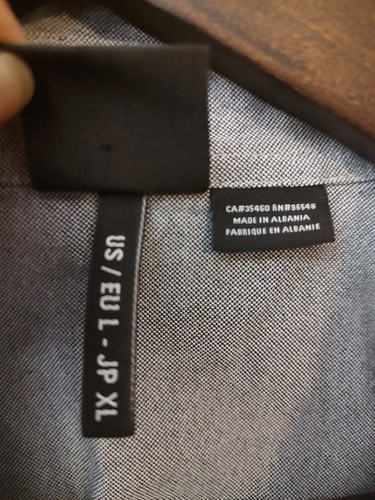 CA#35460 RN#86548
MADE IN ALBANIA
FABRIQUE EN ALBANIE
US / EU L - JP XL